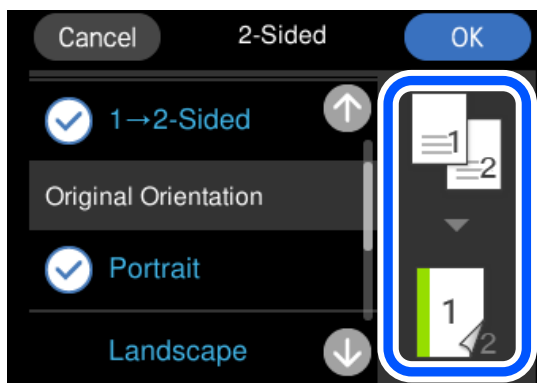 Cancel 2-Sided OK
1→2-Sided
Original Orientation
Portrait
Landscape
1
2
1
2